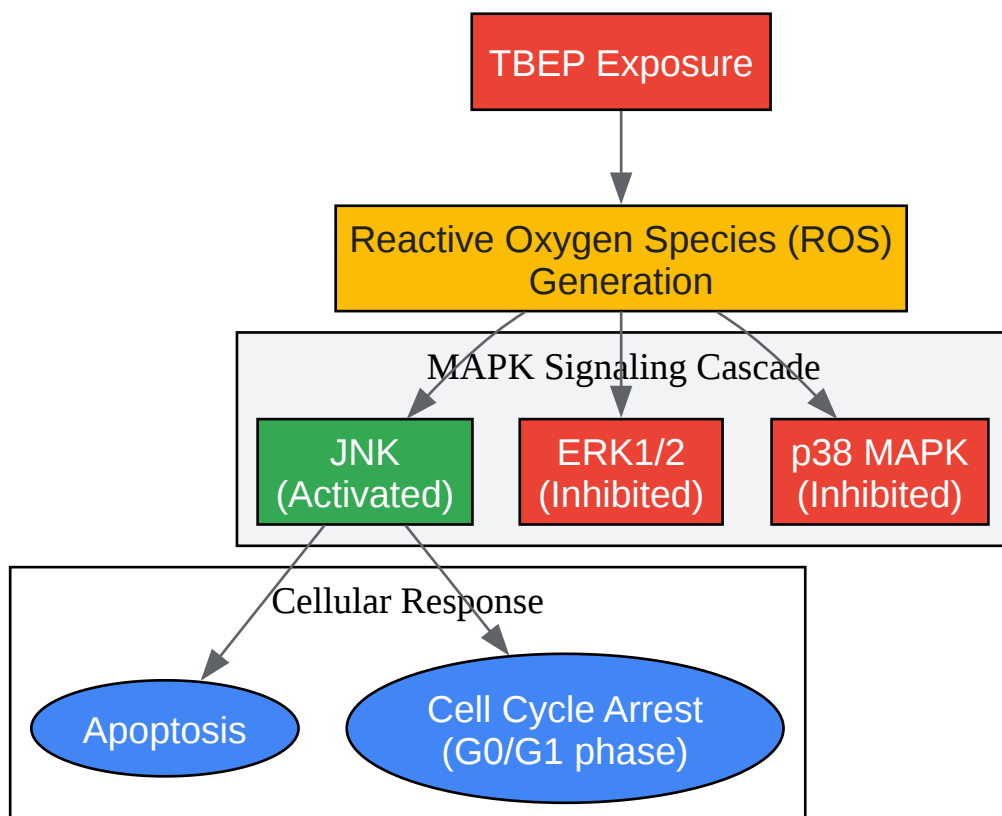 TBEP Exposure
Reactive Oxygen Species (ROS)
Generation
MAPK Signaling Cascade
JNK
(Activated)
ERK1/2
(Inhibited)
p38 MAPK
(Inhibited)
Cellular Response
Apoptosis
Cell Cycle Arrest
(G0/G1 phase)